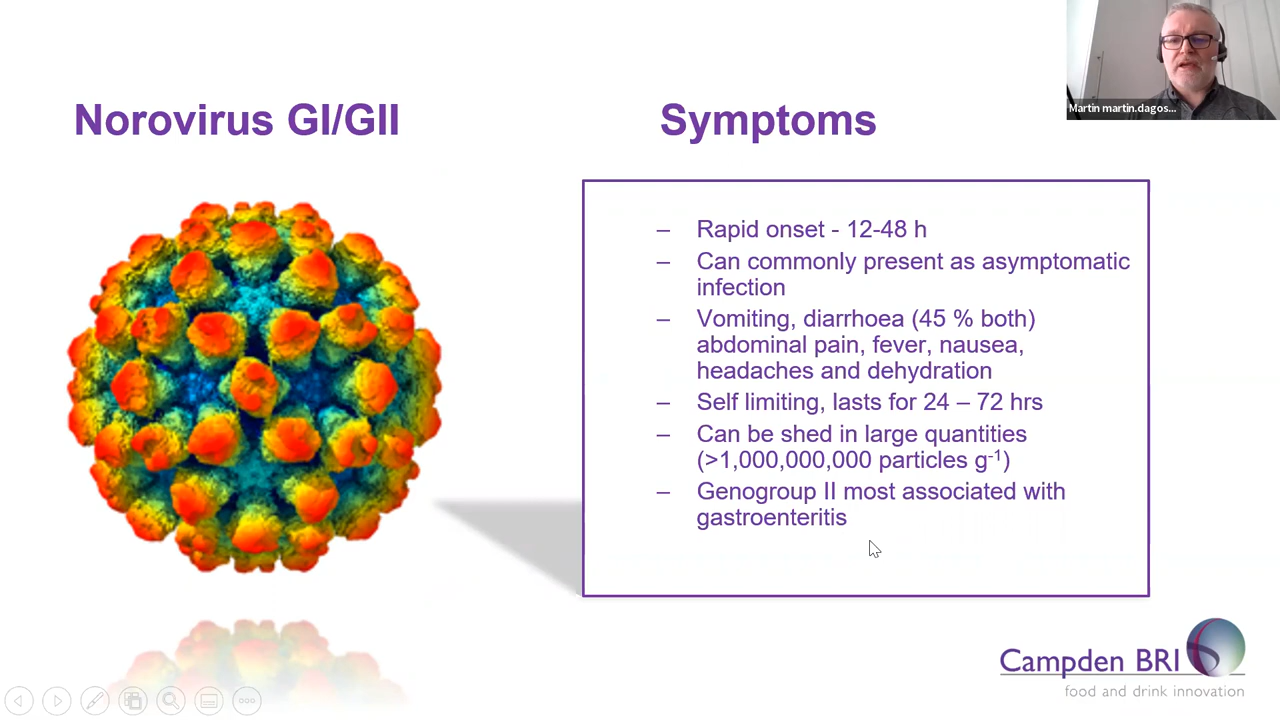 Martin martin.dagos...
Norovirus GI/GII
Symptoms
– Rapid onset - 12-48 h
– Can commonly present as asymptomatic
infection
– Vomiting, diarrhoea (45 % both)
abdominal pain, fever, nausea,
headaches and dehydration
– Self limiting, lasts for 24 – 72 hrs
– Can be shed in large quantities
(>1,000,000,000 particles g⁻¹)
– Genogroup II most associated with
gastroenteritis
Campden BRI
food and drink innovation